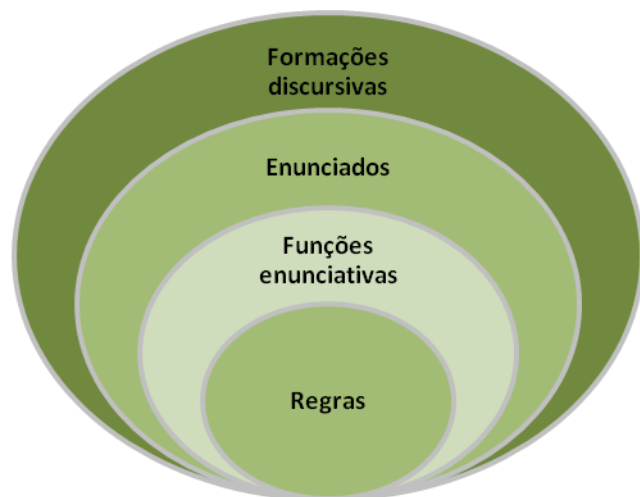 Formações
discursivas
Enunciados
Funções
enunciativas
Regras